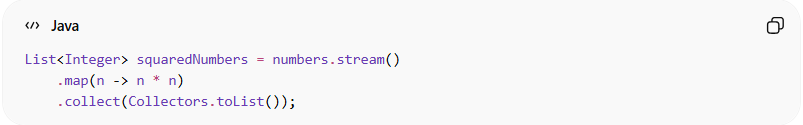 </> Java
List<Integer> squaredNumbers = numbers.stream()
    .map(n -> n * n)
    .collect(Collectors.toList());